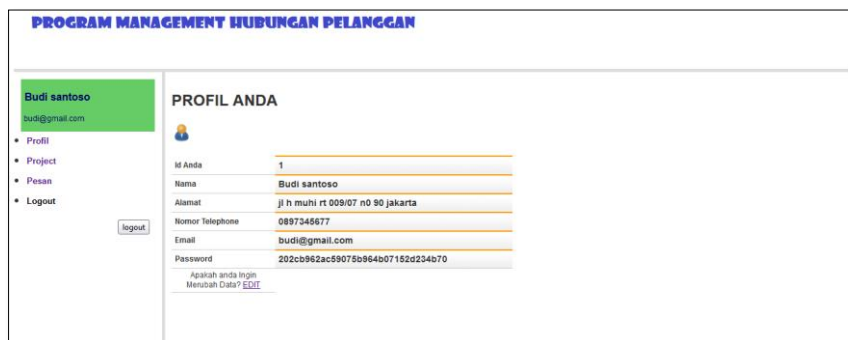 PROGRAM MANAGEMENT HUBUNGAN PELANGGAN
Budi santoso
budi@gmail.com
Profil
Project
Pesan
Logout
logout
PROFIL ANDA
Id Anda 1
Nama Budi santoso
Alamat jl h muhi rt 009/07 n0 90 jakarta
Nomor Telephone 0897345677
Email budi@gmail.com
Password 202cb962ac59075b964b07152d234b70
Apakah anda Ingin
Merubah Data? EDIT